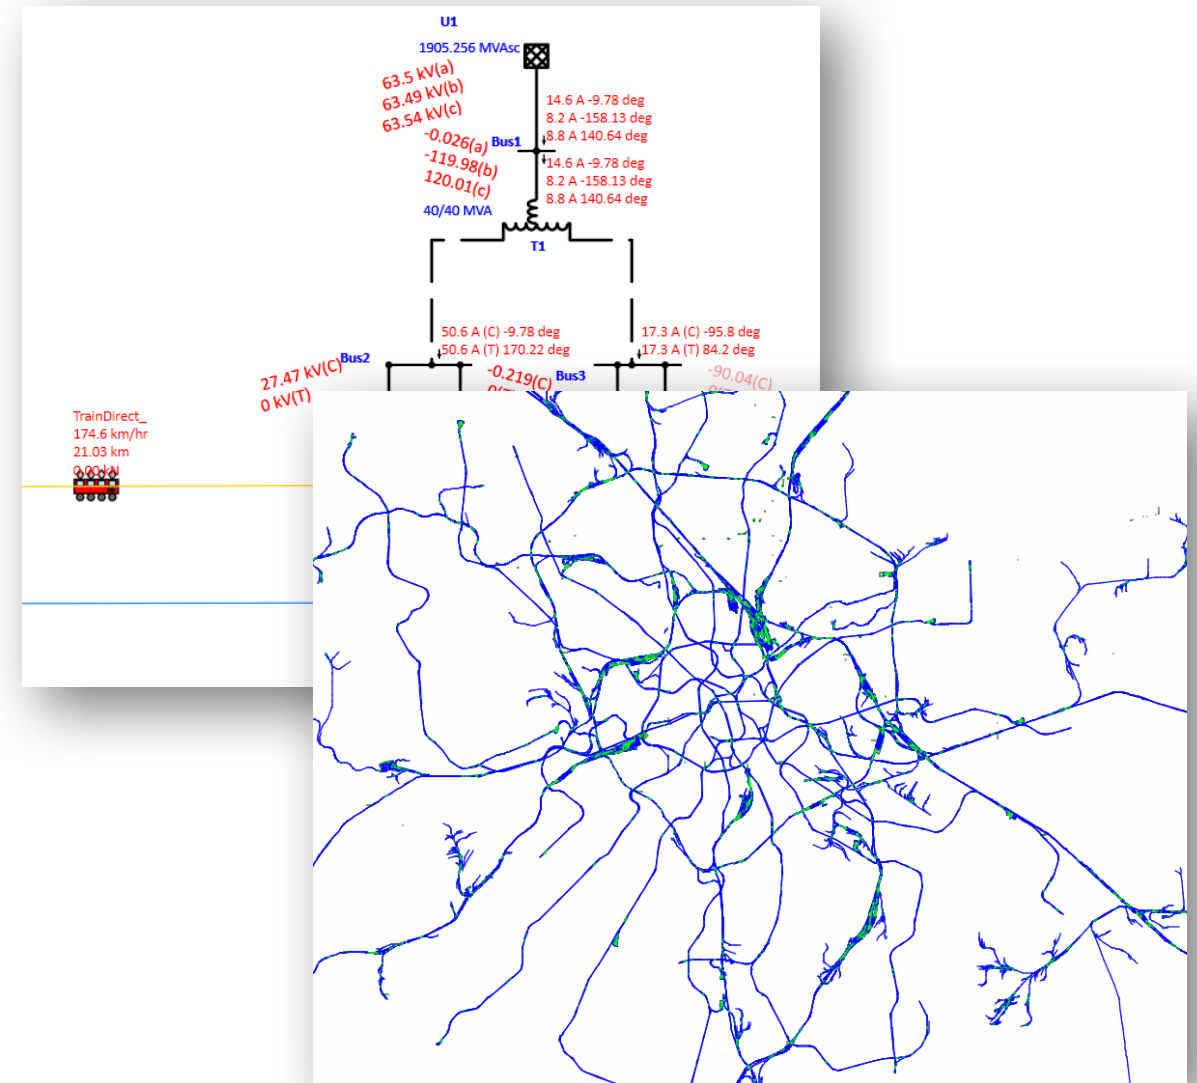 U1
1905.256 MVAsc
63.5 kV(a)
63.49 kV(b)
63.54 kV(c)
14.6 A -9.78 deg
8.2 A -158.13 deg
8.8 A 140.64 deg
-0.026(a)
-119.98(b)
120.01(c)
Bus1
14.6 A -9.78 deg
8.2 A -158.13 deg
8.8 A 140.64 deg
40/40 MVA
T1
50.6 A (C) -9.78 deg
50.6 A (T) 170.22 deg
17.3 A (C) -95.8 deg
17.3 A (T) 84.2 deg
Bus2
27.47 kV(C)
0 kV(T)
-0.219(C)
Bus3
-90.04(C)
TrainDirect_
174.6 km/hr
21.03 km
0.00 kN